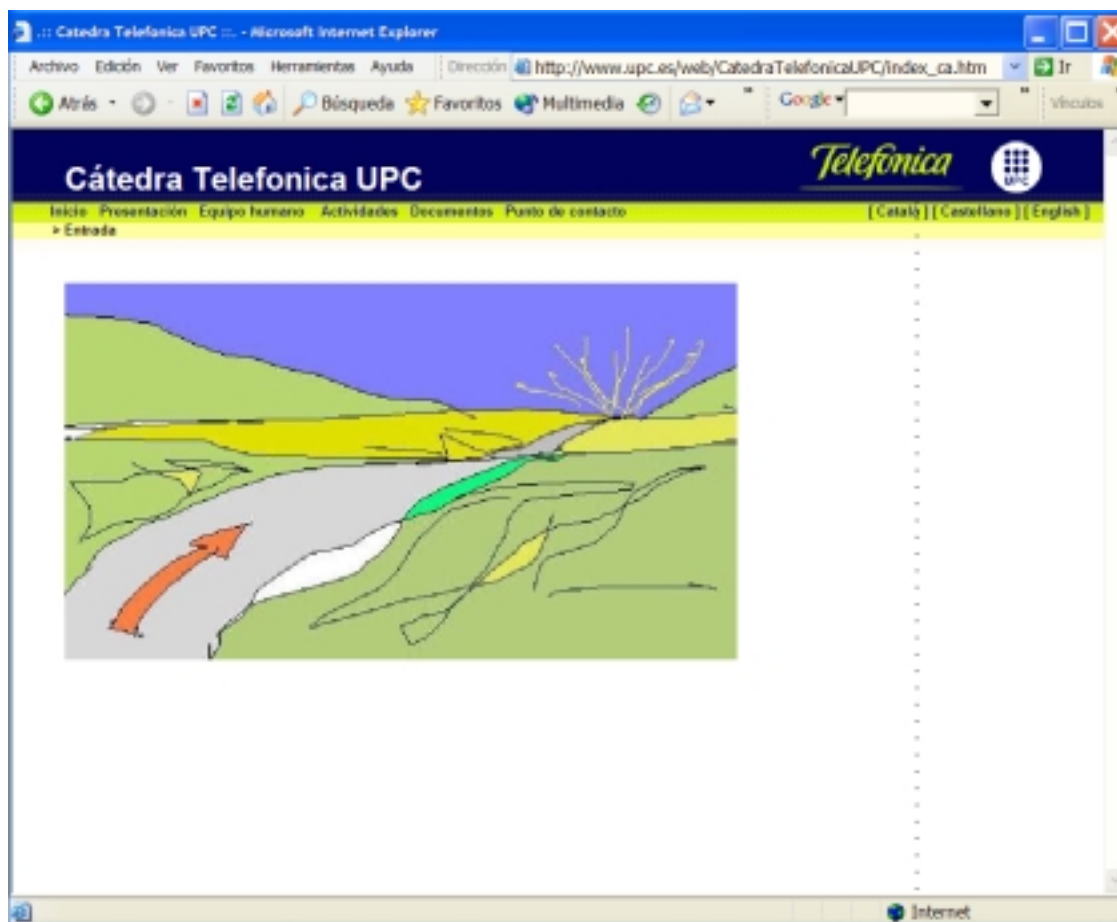 .:: Catedra Telefonica UPC ::. - Microsoft Internet Explorer
Archivo Edición Ver Favoritos Herramientas Ayuda Dirección http://www.upc.es/web/CatedraTelefonicaUPC/index_ca.htm Ir
Atrás Búsqueda Favoritos Multimedia Google Vínculos
Cátedra Telefonica UPC Telefónica UPC
Inicio Presentación Equipo humano Actividades Documentos Punto de contacto [ Català ] [ Castellano ] [ English ]
> Entrada
Internet